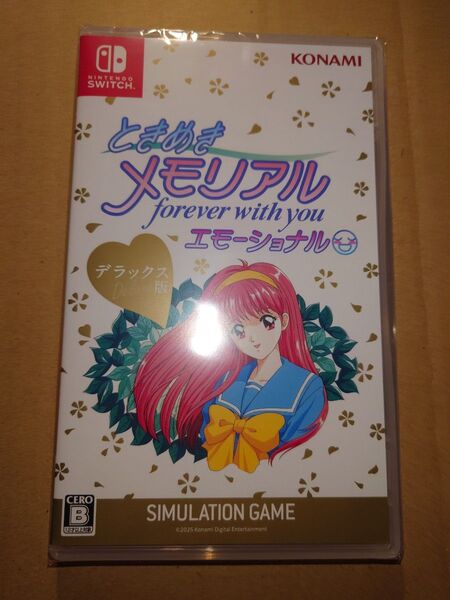 NINTENDO
SWITCH.
KONAMI
ときめき
メモリアル
forever with you
エモーショナル
デラックス
版
CERO
B
SIMULATION GAME
©2025 Konami Digital Entertainment